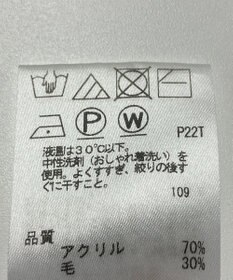 P W P22T
液温は30℃以下。
中性洗剤(おしゃれ着洗い)を
使用。よくすすぎ、絞りの後す
ぐに干すこと。
109
品質
アクリル 70%
毛 30%